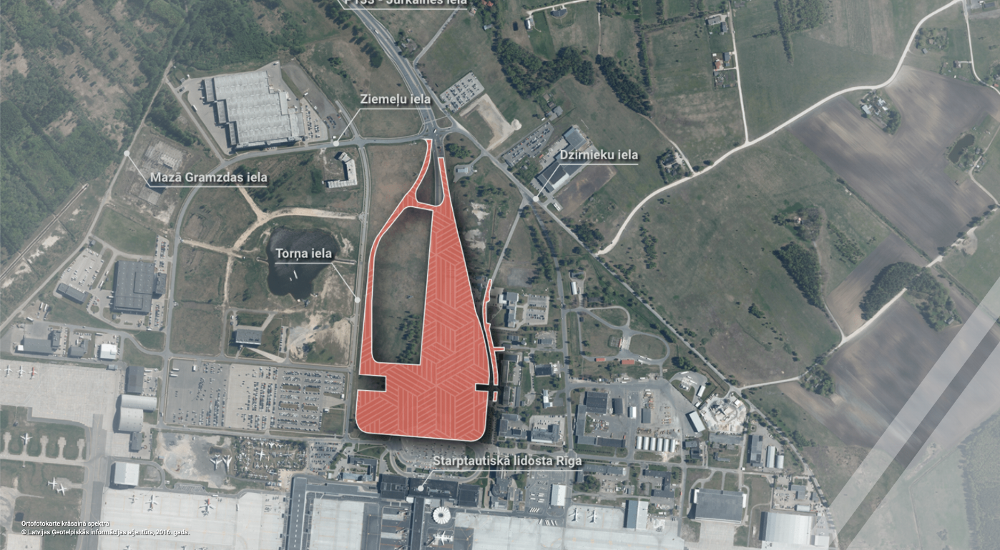 P133 - Jūrkalnes iela
Ziemeļu iela
Dzirnieku iela
Mazā Gramzdas iela
Torņa iela
Starptautiskā lidosta Rīga
Ortofotokarte krāsainā spektrā
© Latvijas Ģeotelpiskās informācijas aģentūra, 2016. gads.